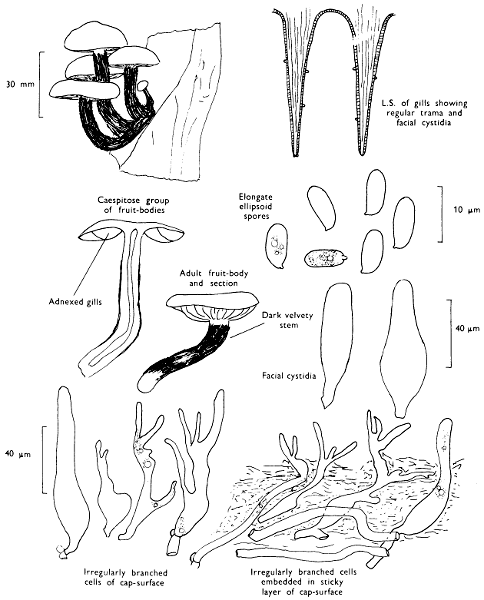 30 mm
L.S. of gills showing
regular trama and
facial cystidia
Caespitose group
of fruit-bodies
Elongate
ellipsoid
spores
10 μm
Adnexed gills
Adult fruit-body
and section
Dark velvety
stem
Facial cystidia
40 μm
40 μm
Irregularly branched
cells of cap-surface
Irregularly branched cells
embedded in sticky
layer of cap-surface